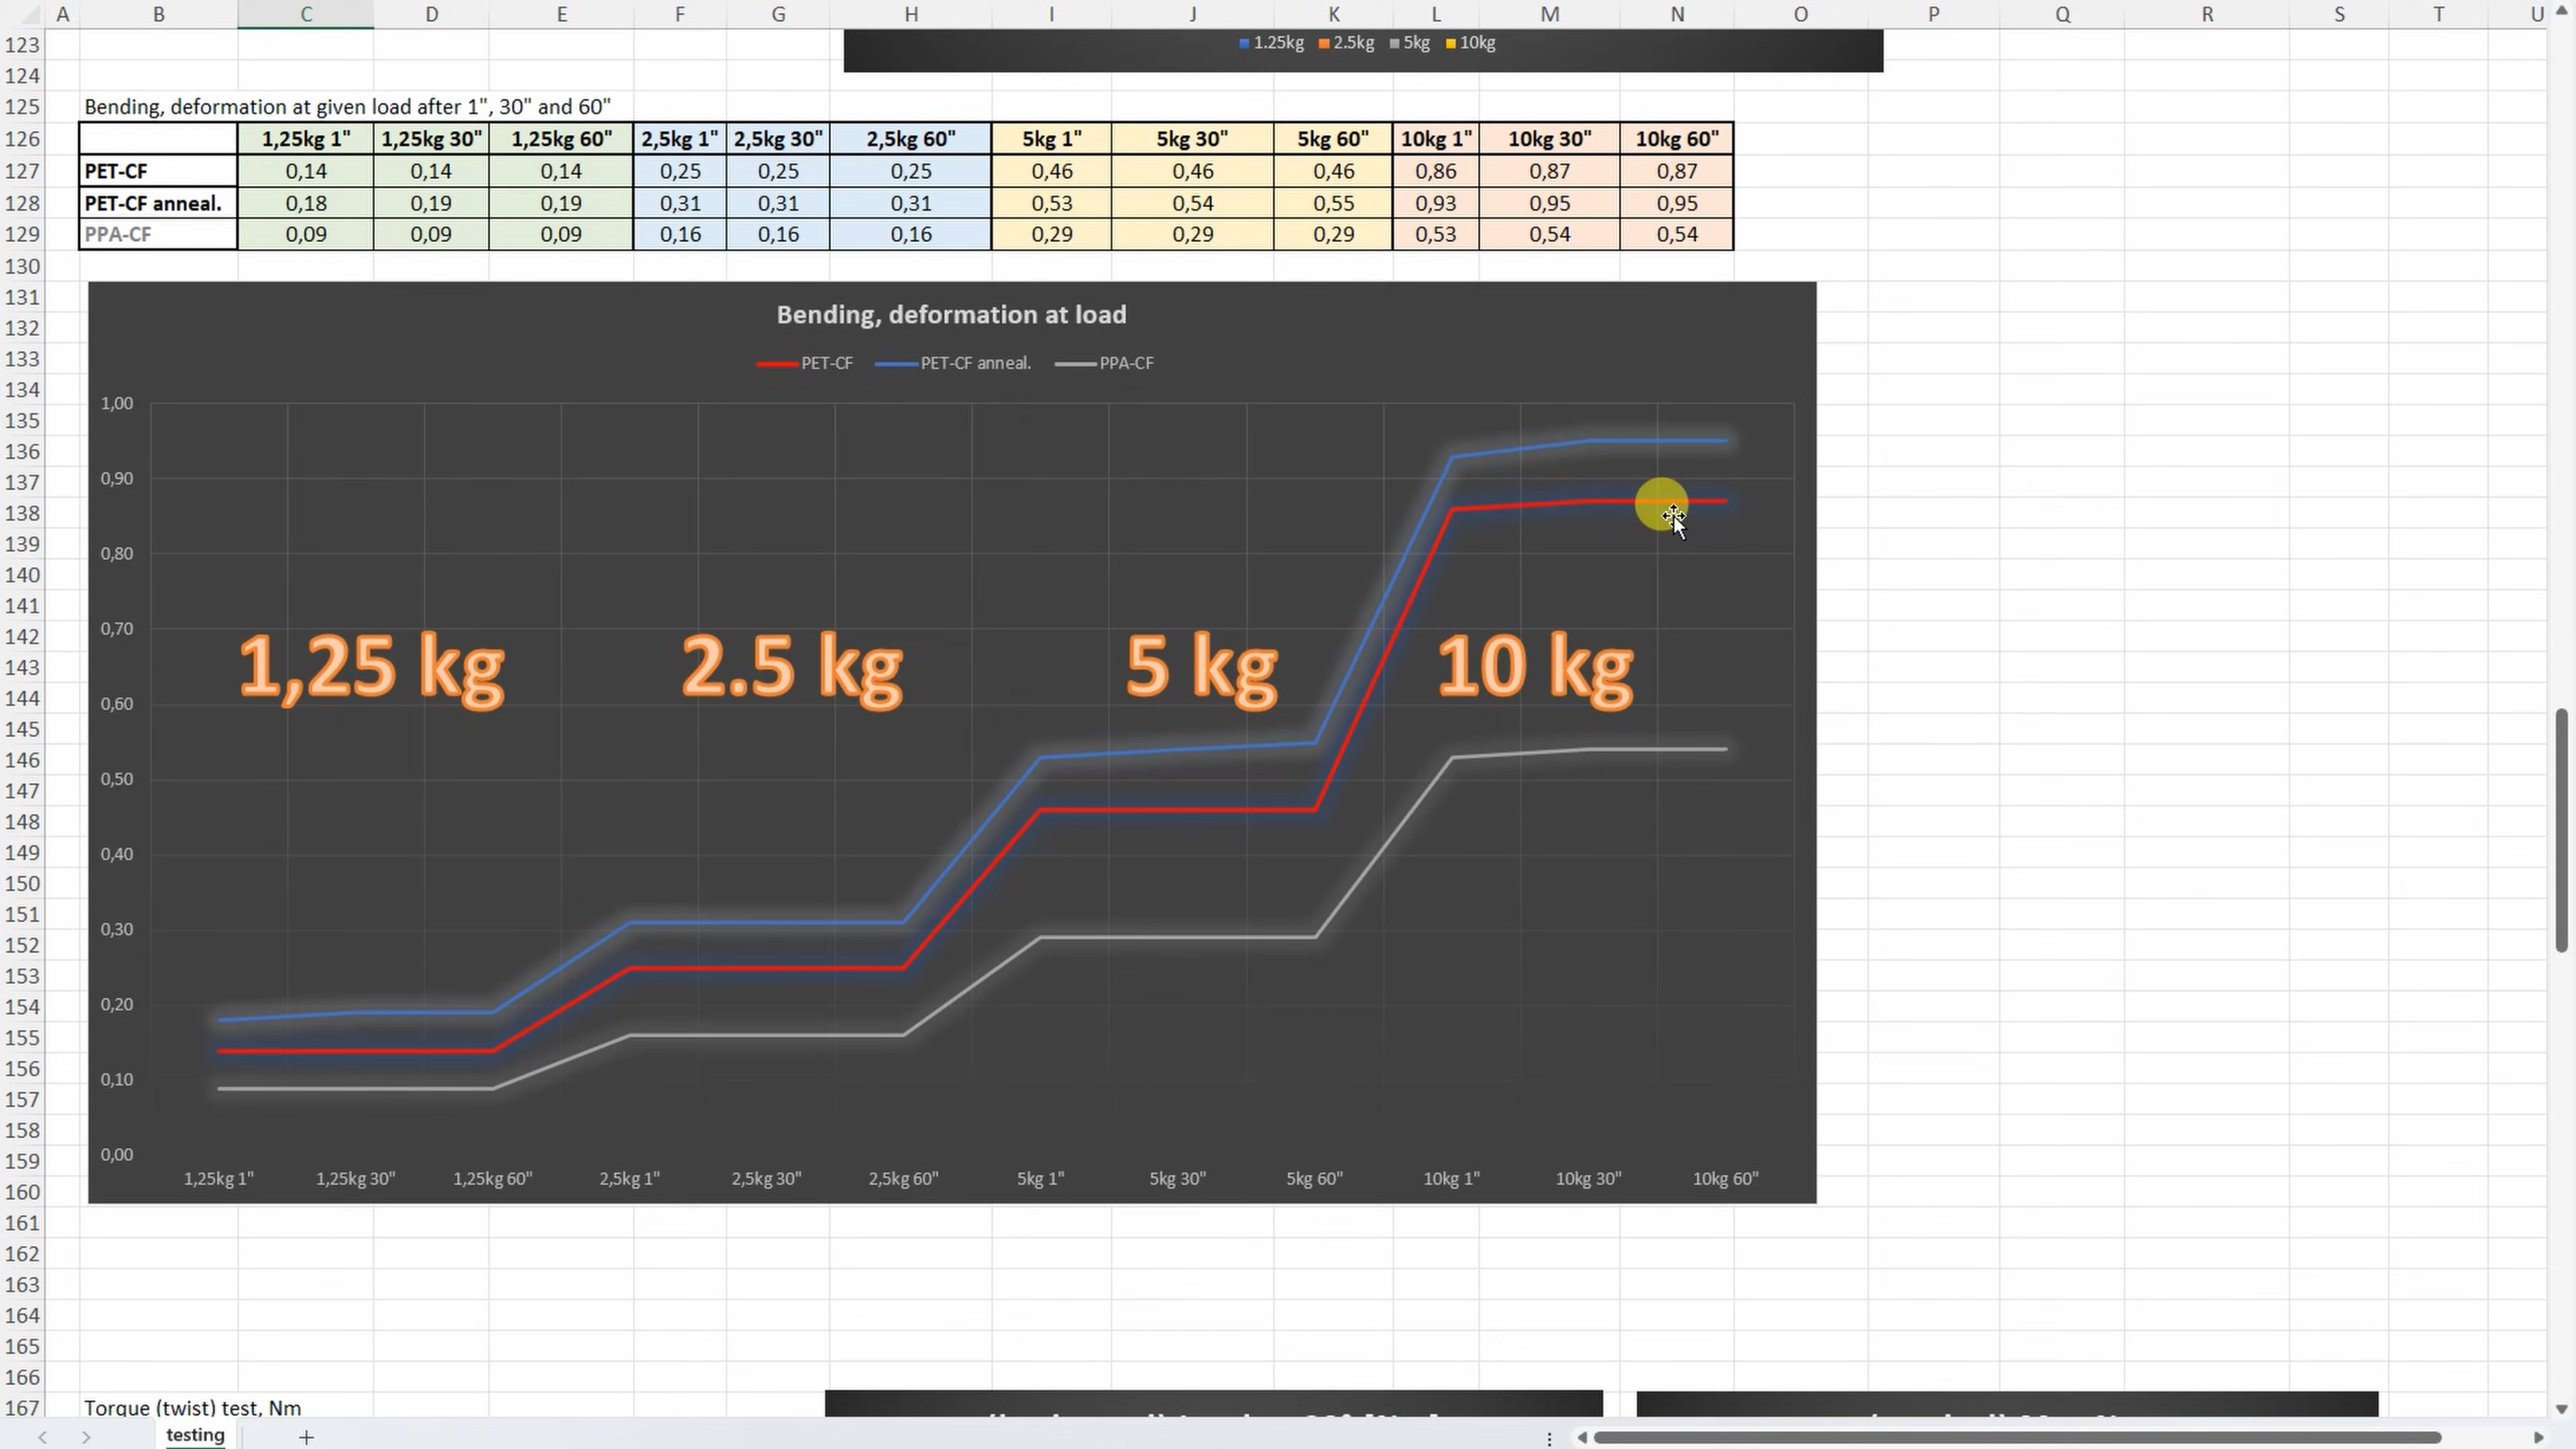 A B C D E F G H I J K L M N O P Q R S T U
123
1.25kg 2.5kg 5kg 10kg
124
125 Bending, deformation at given load after 1", 30" and 60"
126 1,25kg 1" 1,25kg 30" 1,25kg 60" 2,5kg 1" 2,5kg 30" 2,5kg 60" 5kg 1" 5kg 30" 5kg 60" 10kg 1" 10kg 30" 10kg 60"
127 PET-CF 0,14 0,14 0,14 0,25 0,25 0,25 0,46 0,46 0,46 0,86 0,87 0,87
128 PET-CF anneal. 0,18 0,19 0,19 0,31 0,31 0,31 0,53 0,54 0,55 0,93 0,95 0,95
129 PPA-CF 0,09 0,09 0,09 0,16 0,16 0,16 0,29 0,29 0,29 0,53 0,54 0,54
130
131
132 Bending, deformation at load
133 PET-CF PET-CF anneal. PPA-CF
134
1,00
135
136
137 0,90
138
139
0,80
140
141
142 0,70
143 1,25 kg 2.5 kg 5 kg 10 kg
144 0,60
145
146
147 0,50
148
149 0,40
150
151
0,30
152
153
154 0,20
155
156 0,10
157
158
159 0,00
160 1,25kg 1" 1,25kg 30" 1,25kg 60" 2,5kg 1" 2,5kg 30" 2,5kg 60" 5kg 1" 5kg 30" 5kg 60" 10kg 1" 10kg 30" 10kg 60"
161
162
163
164
165
166
167 Torque (twist) test, Nm
testing